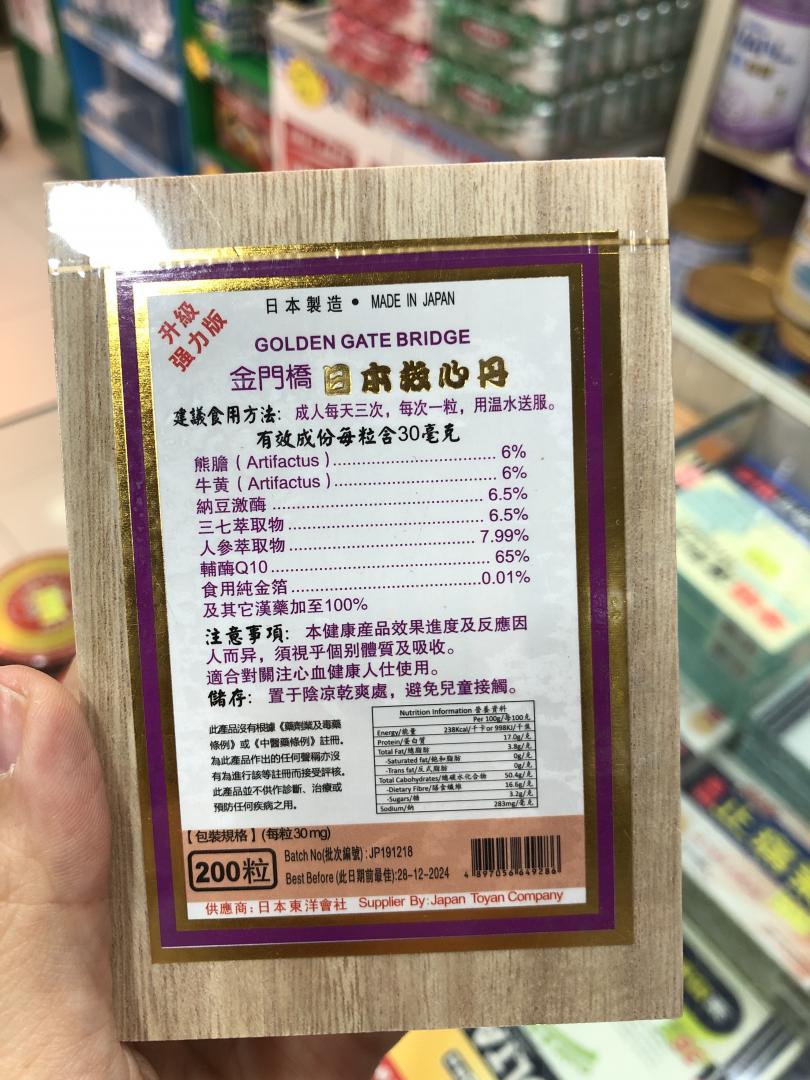 升級
强力版
日本製造 • MADE IN JAPAN
GOLDEN GATE BRIDGE
金門橋 日本救心丹
建議食用方法: 成人每天三次，每次一粒，用温水送服。
有效成份每粒含30毫克
熊膽 ( Artifactus ) 6%
牛黄 ( Artifactus ) 6%
納豆激酶 6.5%
三七萃取物 6.5%
人參萃取物 7.99%
輔酶Q10 65%
食用純金箔 0.01%
及其它漢藥加至100%
注意事項: 本健康産品效果進度及反應因
人而异，須視乎個别體質及吸收。
適合對關注心血健康人仕使用。
儲存: 置于陰凉乾爽處，避免兒童接觸。
此產品沒有根據《藥劑業及毒藥
條例》或《中醫藥條例》註冊。
為此產品作出的任何聲稱亦沒
有為進行該等註冊而接受評核。
此產品並不供作診斷、治療或
預防任何疾病之用。
Nutrition Information 營養資料
Per 100g/每100克
Energy/能量 238Kcal/千卡or 998KJ/千焦
Protein/蛋白質 17.0g/克
Total Fat/總脂肪 3.8g/克
-Saturated fat/飽和脂肪 0g/克
-Trans fat/反式脂肪 0g/克
Total Cabohydrates/總碳水化合物 50.4g/克
-Dietary Fibre/膳食纖維 16.6g/克
-Sugars/糖 3.2g/克
Sodium/鈉 283mg/毫克
【包裝規格】(每粒30mg)
200粒
Batch No(批次編號) : JP191218
Best Before (此日期前最佳):28-12-2024
4 897056 649286
供應商:日本東洋會社 Supplier By:Japan Toyan Company